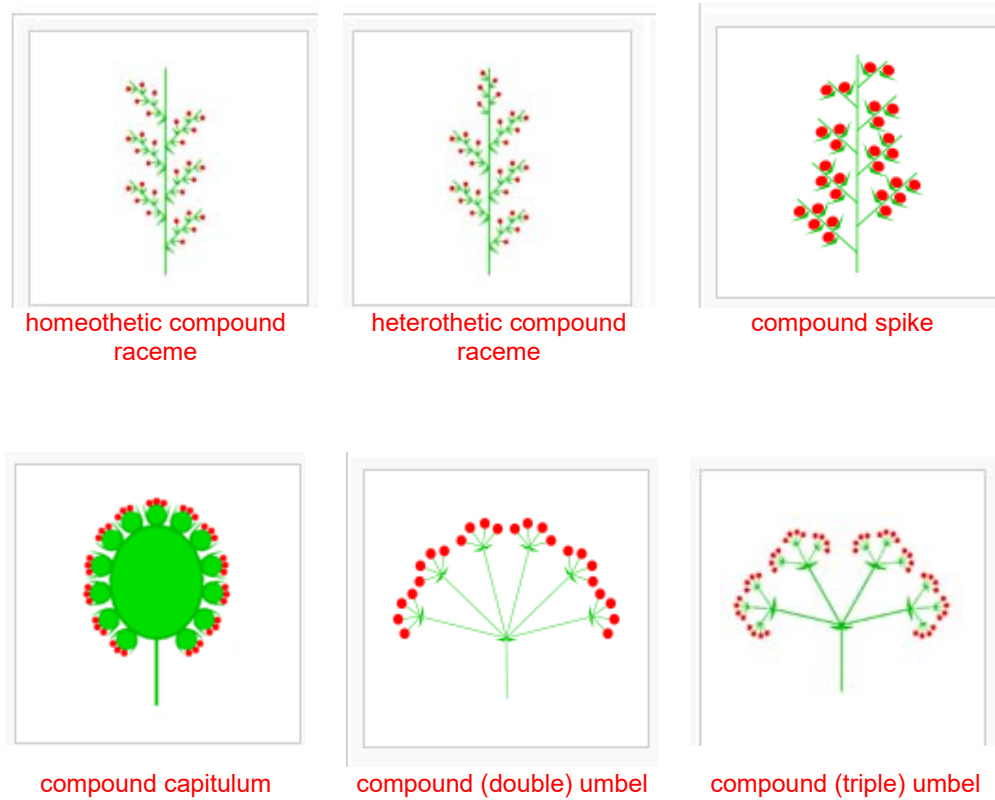 homeothetic compound
raceme
heterothetic compound
raceme
compound spike
compound capitulum
compound (double) umbel
compound (triple) umbel